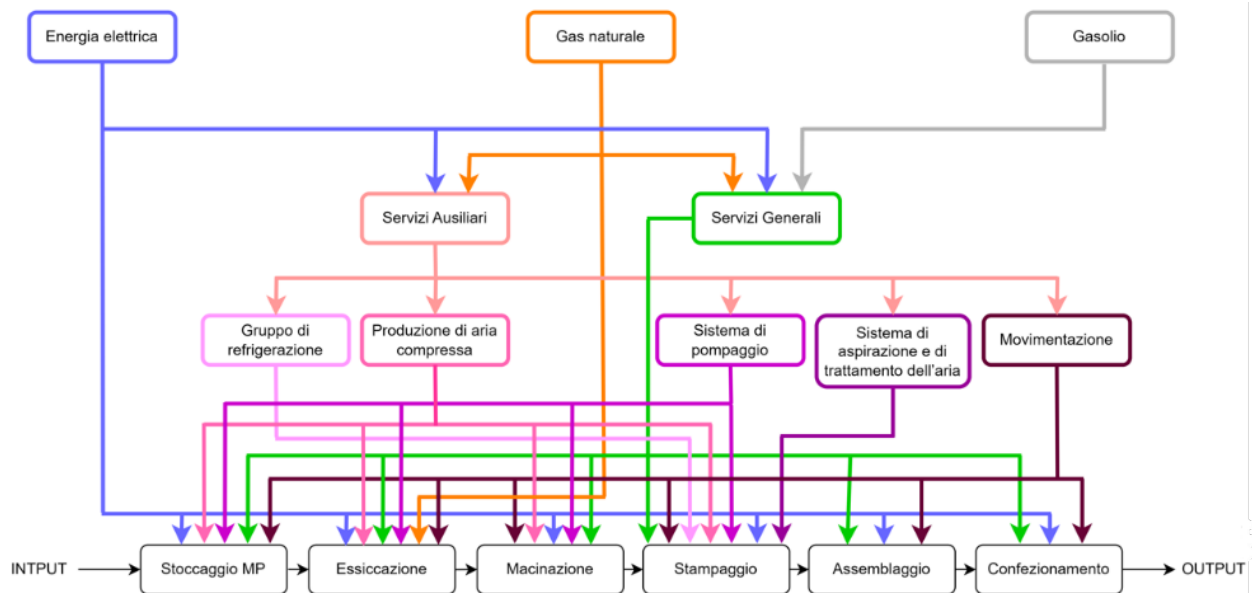 Energia elettrica
Gas naturale
Gasolio
Servizi Ausiliari
Servizi Generali
Gruppo di
refrigerazione
Produzione di aria
compressa
Sistema di
pompaggio
Sistema di
aspirazione e di
trattamento dell'aria
Movimentazione
INTPUT
Stoccaggio MP
Essiccazione
Macinazione
Stampaggio
Assemblaggio
Confezionamento
OUTPUT